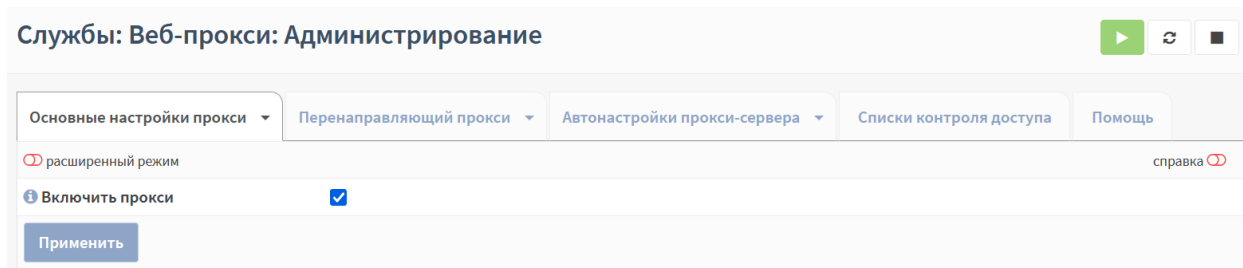 Службы: Веб-прокси: Администрирование
Основные настройки прокси Перенаправляющий прокси Автонастройки прокси-сервера Списки контроля доступа Помощь
расширенный режим справка
Включить прокси
Применить